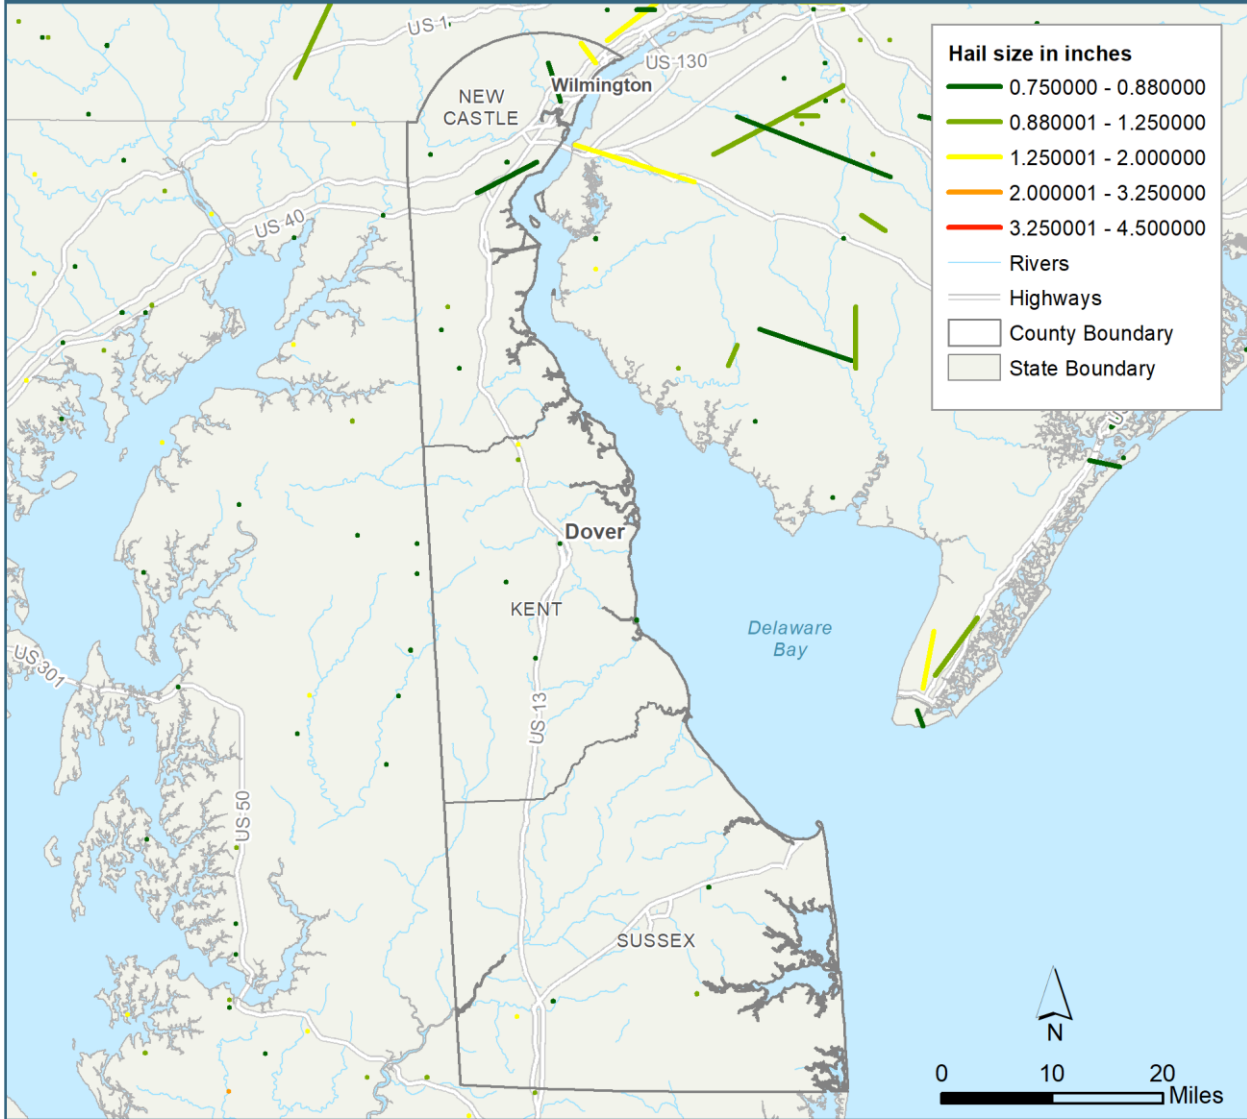 US 1
US 130
Wilmington
NEW
CASTLE
US 40
Hail size in inches
0.750000 - 0.880000
0.880001 - 1.250000
1.250001 - 2.000000
2.000001 - 3.250000
3.250001 - 4.500000
Rivers
Highways
County Boundary
State Boundary
Dover
KENT
Delaware
Bay
US 301
US 13
US 50
SUSSEX
N
0 10 20
Miles